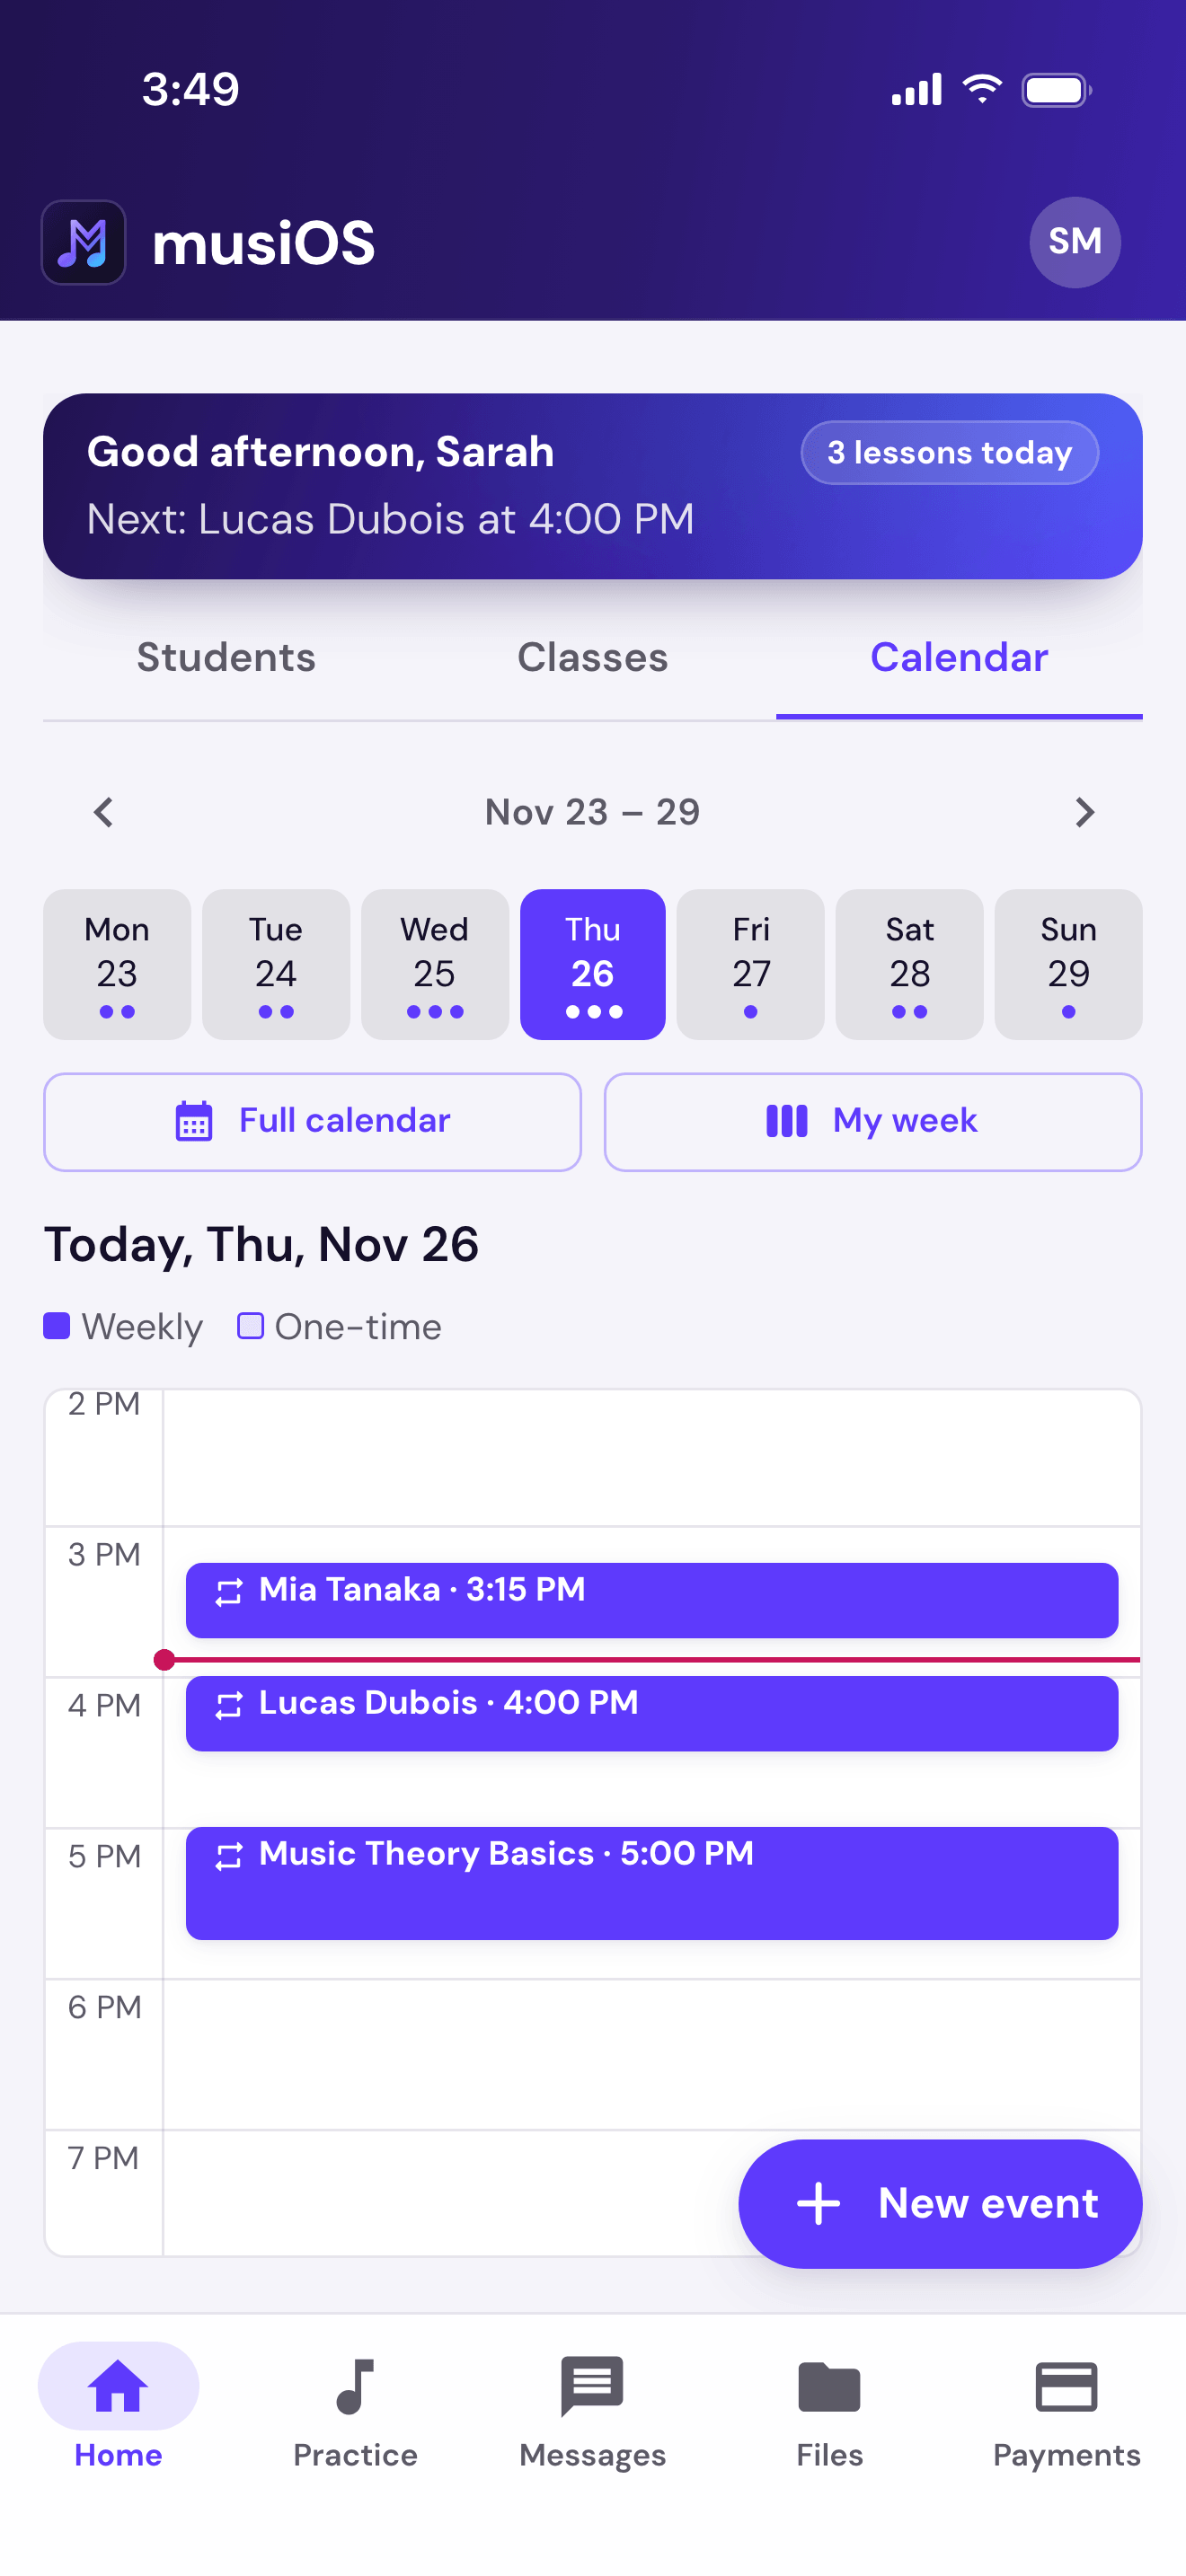 3:49
musiOS
SM
Good afternoon, Sarah
3 lessons today
Next: Lucas Dubois at 4:00 PM
Students Classes Calendar
Nov 23 – 29
Mon Tue Wed Thu Fri Sat Sun
23 24 25 26 27 28 29
Full calendar My week
Today, Thu, Nov 26
Weekly One-time
2 PM
3 PM
Mia Tanaka · 3:15 PM
4 PM
Lucas Dubois · 4:00 PM
5 PM
Music Theory Basics · 5:00 PM
6 PM
7 PM
New event
Home Practice Messages Files Payments